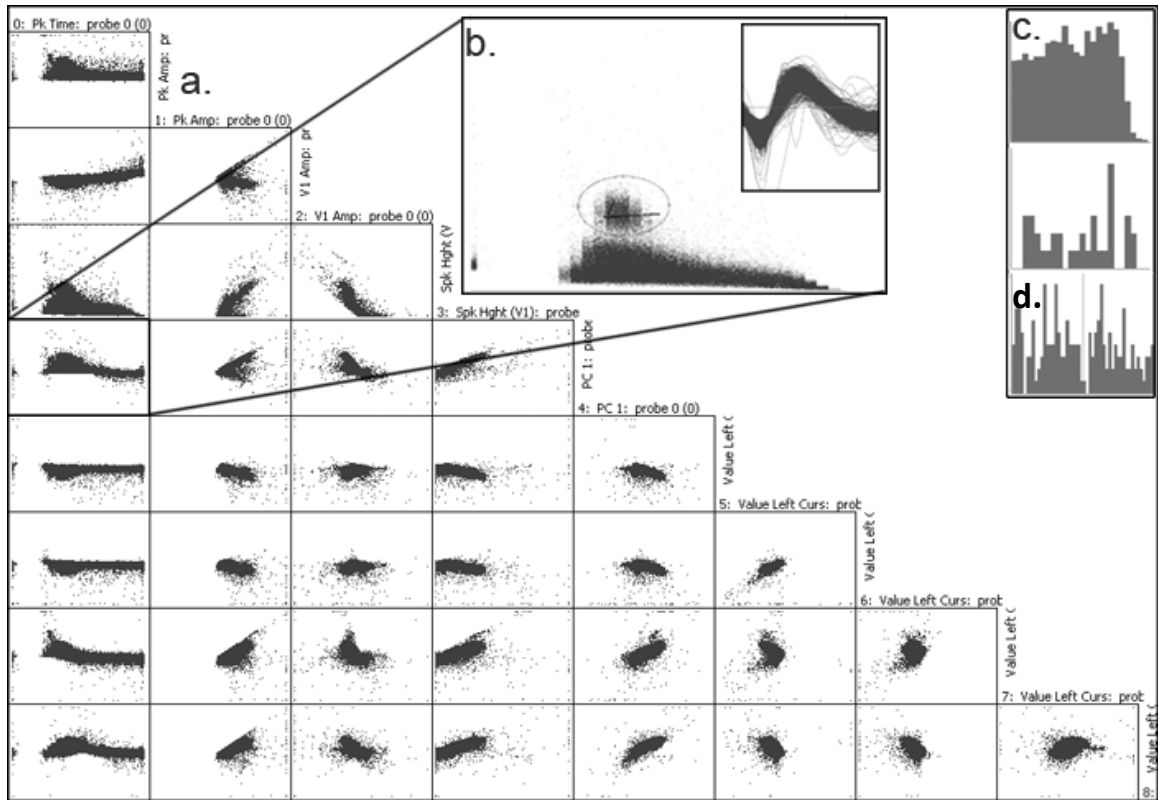 0: Pk Time: probe 0 (0)
Pk Amp: pr
a.
1: Pk Amp: probe 0 (0)
V1 Amp: pr
2: V1 Amp: probe 0 (0)
Spk Hght (V
b.
c.
d.
3: Spk Hght (V1): probe
PC 1: probe
4: PC 1: probe 0 (0)
Value Left (
5: Value Left Curs: prob
Value Left (
6: Value Left Curs: prob
Value Left (
7: Value Left Curs: prob
Value Left (
8: